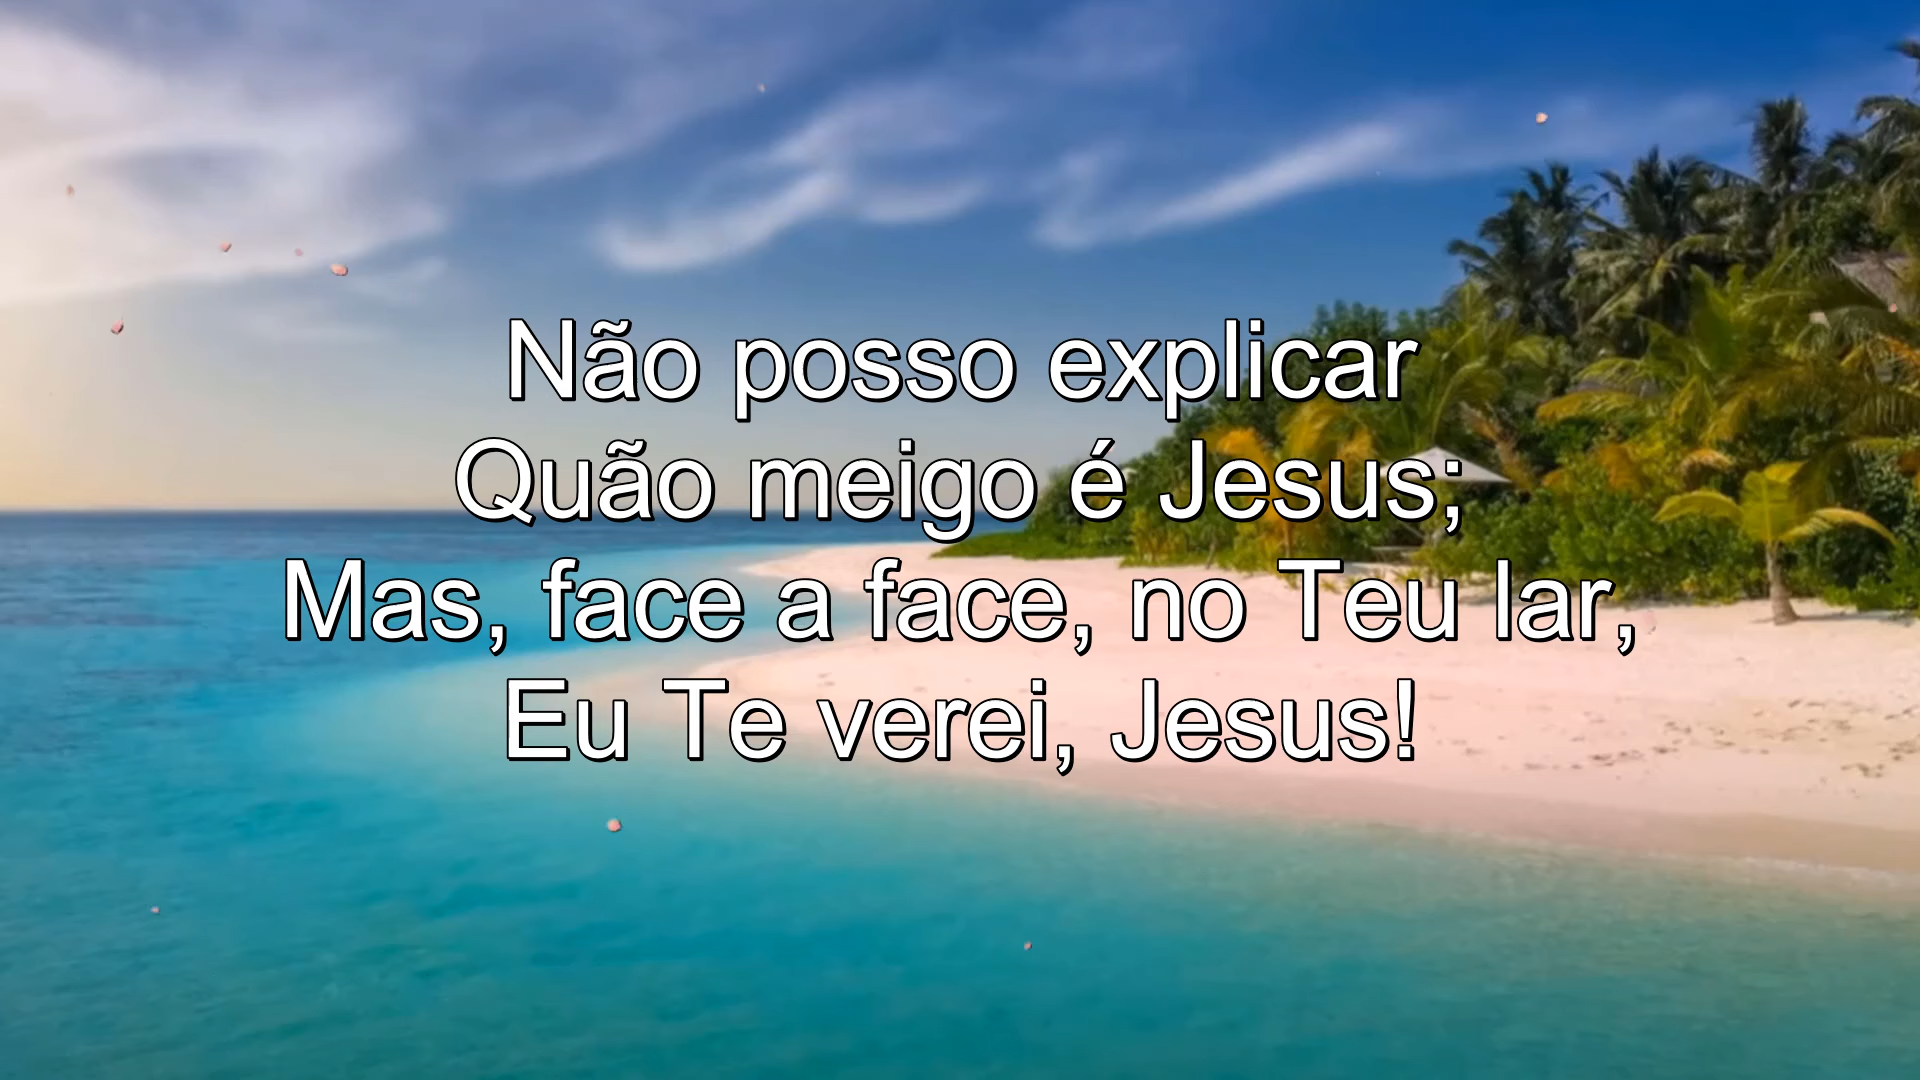 Não posso explicar
Quão meigo é Jesus;
Mas, face a face, no Teu lar,
Eu Te verei, Jesus!